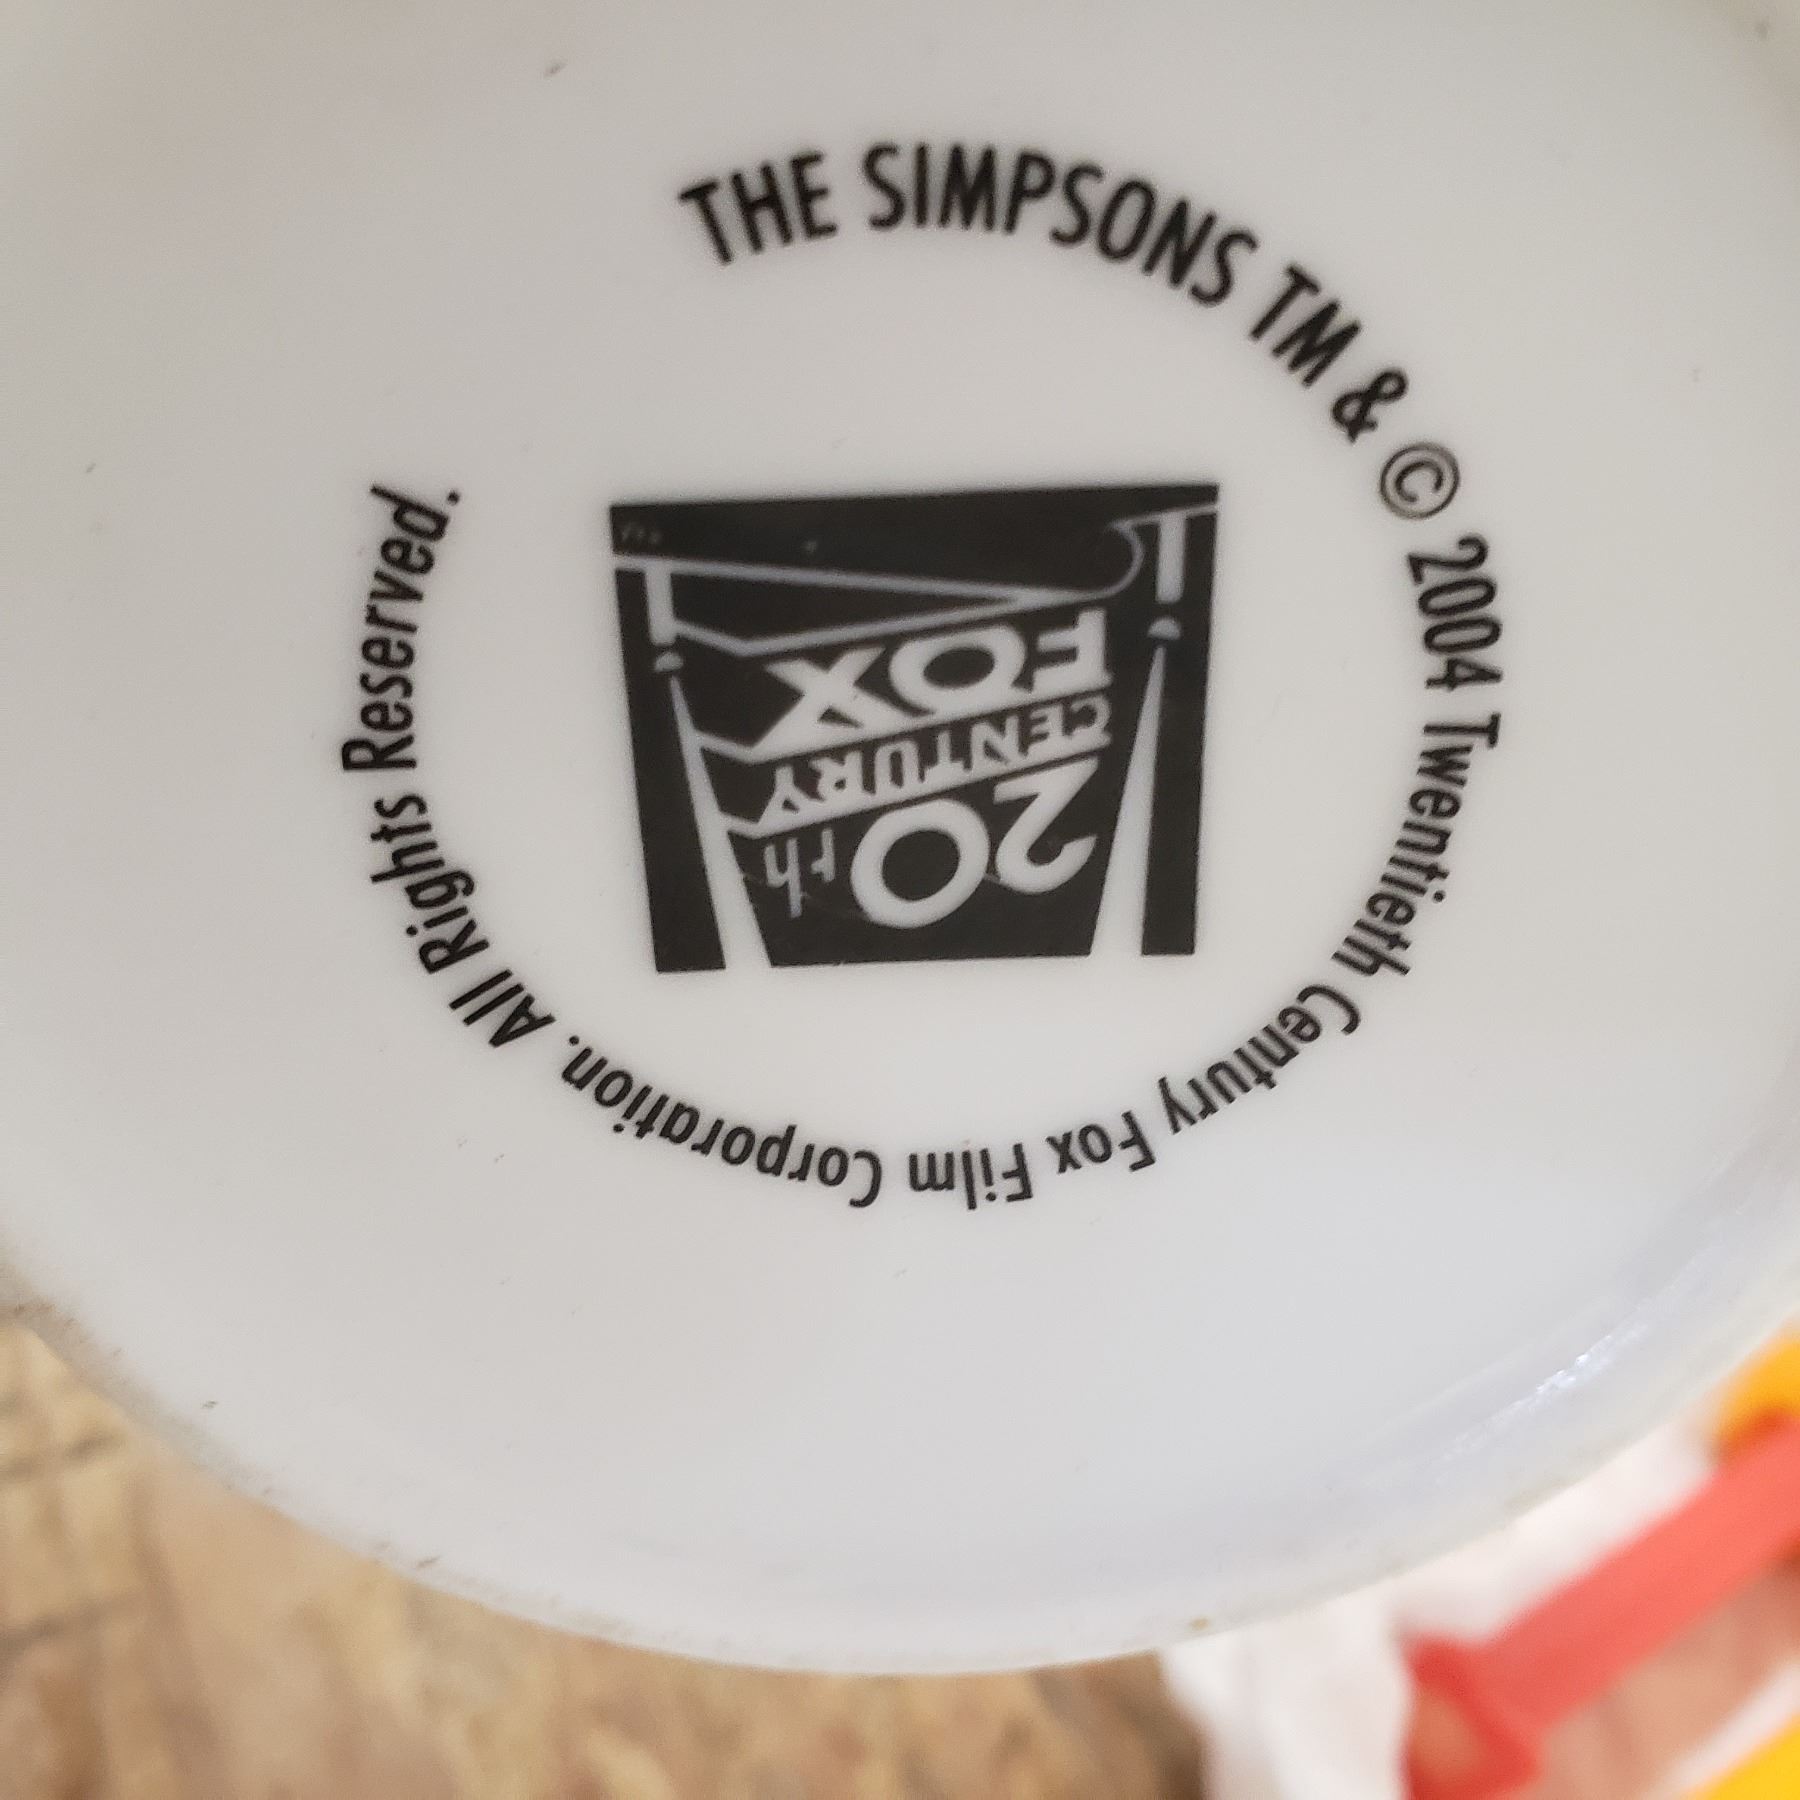 THE SIMPSONS TM & © 2004 Twentieth Century Fox Film Corporation. All Rights Reserved.
20th
CENTURY
FOX